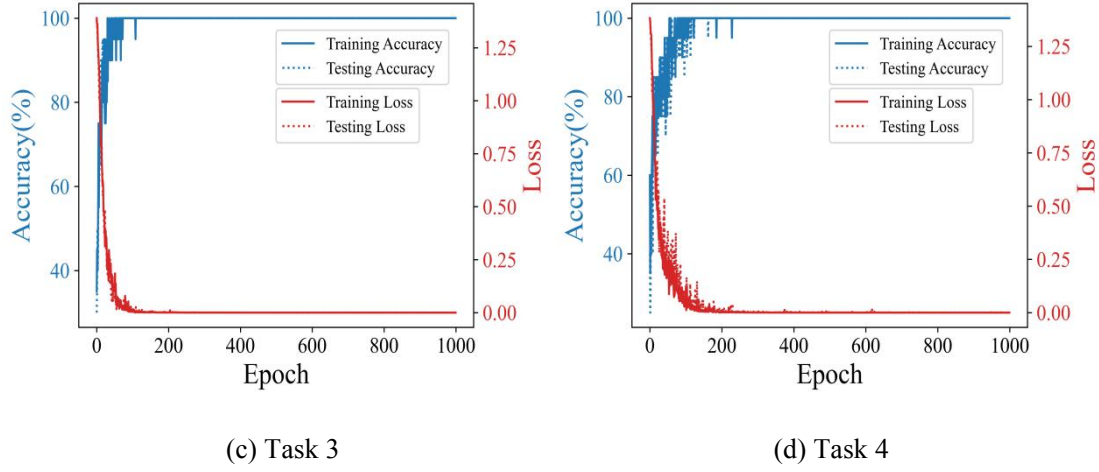 100
80
60
40
Accuracy(%)
Training Accuracy
Testing Accuracy
Training Loss
Testing Loss
1.25
1.00
0.75
0.50
0.25
0.00
Loss
0 200 400 600 800 1000
Epoch
(c) Task 3
100
80
60
40
Accuracy(%)
Training Accuracy
Testing Accuracy
Training Loss
Testing Loss
1.25
1.00
0.75
0.50
0.25
0.00
Loss
0 200 400 600 800 1000
Epoch
(d) Task 4